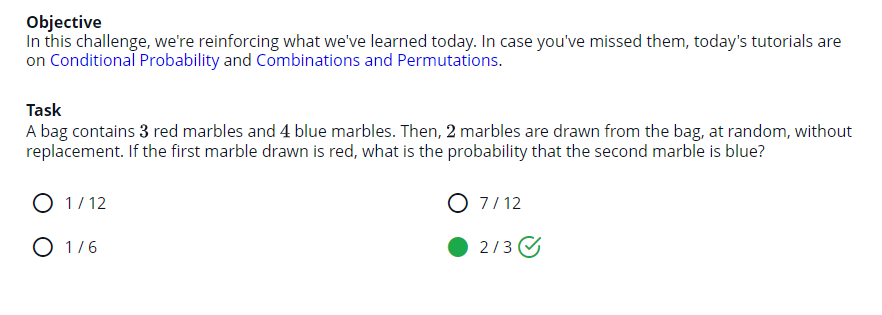 Objective
In this challenge, we're reinforcing what we've learned today. In case you've missed them, today's tutorials are
on Conditional Probability and Combinations and Permutations.
Task
A bag contains 3 red marbles and 4 blue marbles. Then, 2 marbles are drawn from the bag, at random, without
replacement. If the first marble drawn is red, what is the probability that the second marble is blue?
1 / 12
7 / 12
1 / 6
2 / 3